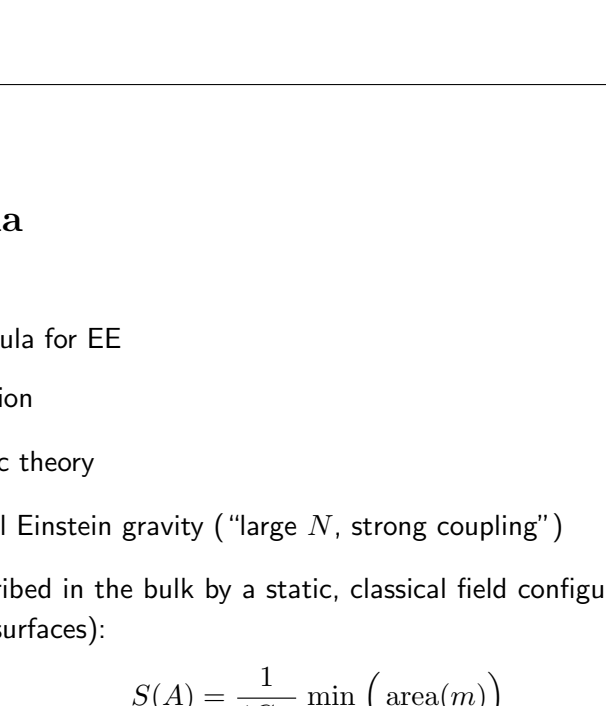 a
ula for EE
ion
c theory
l Einstein gravity (“large N, strong coupling”)
ribed in the bulk by a static, classical field configu
surfaces):
S(A) = 1 min ( area(m) )